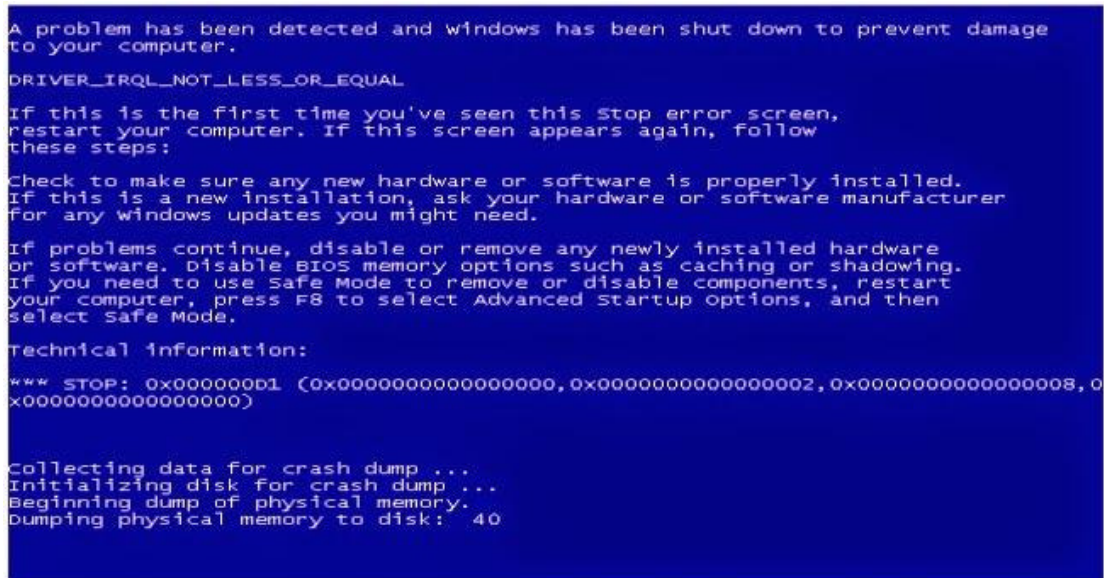 A problem has been detected and Windows has been shut down to prevent damage
to your computer.
DRIVER_IRQL_NOT_LESS_OR_EQUAL
If this is the first time you've seen this Stop error screen,
restart your computer. If this screen appears again, follow
these steps:
Check to make sure any new hardware or software is properly installed.
If this is a new installation, ask your hardware or software manufacturer
for any Windows updates you might need.
If problems continue, disable or remove any newly installed hardware
or software. Disable BIOS memory options such as caching or shadowing.
If you need to use Safe Mode to remove or disable components, restart
your computer, press F8 to select Advanced Startup Options, and then
select Safe Mode.
Technical information:
*** STOP: 0x000000D1 (0x0000000000000000,0x0000000000000002,0x0000000000000008,0
x0000000000000000)
Collecting data for crash dump ...
Initializing disk for crash dump ...
Beginning dump of physical memory.
Dumping physical memory to disk: 40